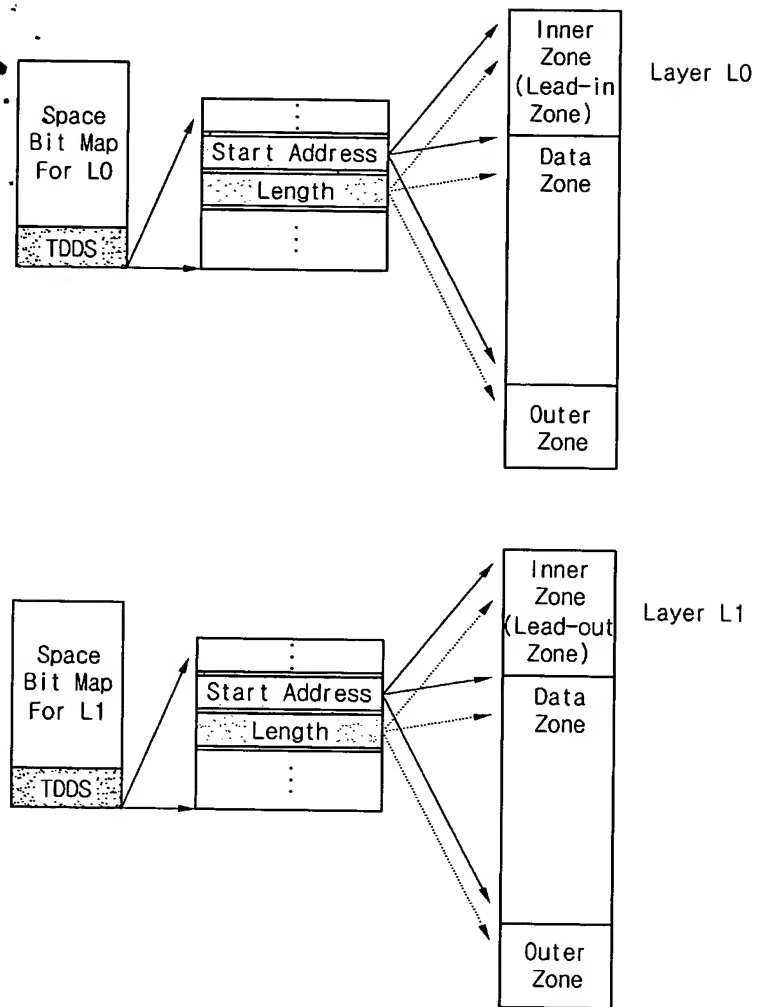 Space
Bit Map
For L0
TDDS
Start Address
Length
Inner
Zone
(Lead-in
Zone)
Data
Zone
Outer
Zone
Layer L0
Space
Bit Map
For L1
TDDS
Start Address
Length
Inner
Zone
(Lead-out
Zone)
Data
Zone
Outer
Zone
Layer L1